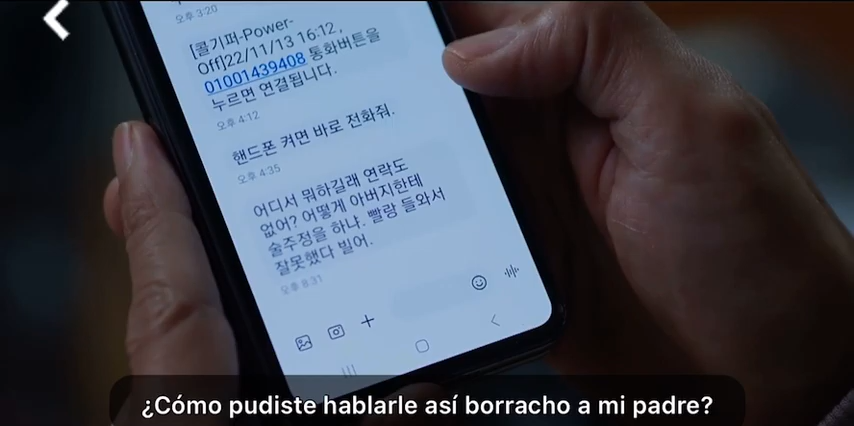 오후 3:20
[콜키퍼-Power-
Off]22/11/13 16:12,
01001439408 통화버튼을
누르면 연결됩니다.
오후 4:12
핸드폰 켜면 바로 전화줘.
오후 4:35
어디서 뭐하길래 연락도
없어? 어떻게 아버지한테
술주정을 하냐. 빨랑 들와서
잘못했다 빌어.
오후 8:31
¿Cómo pudiste hablarle así borracho a mi padre?